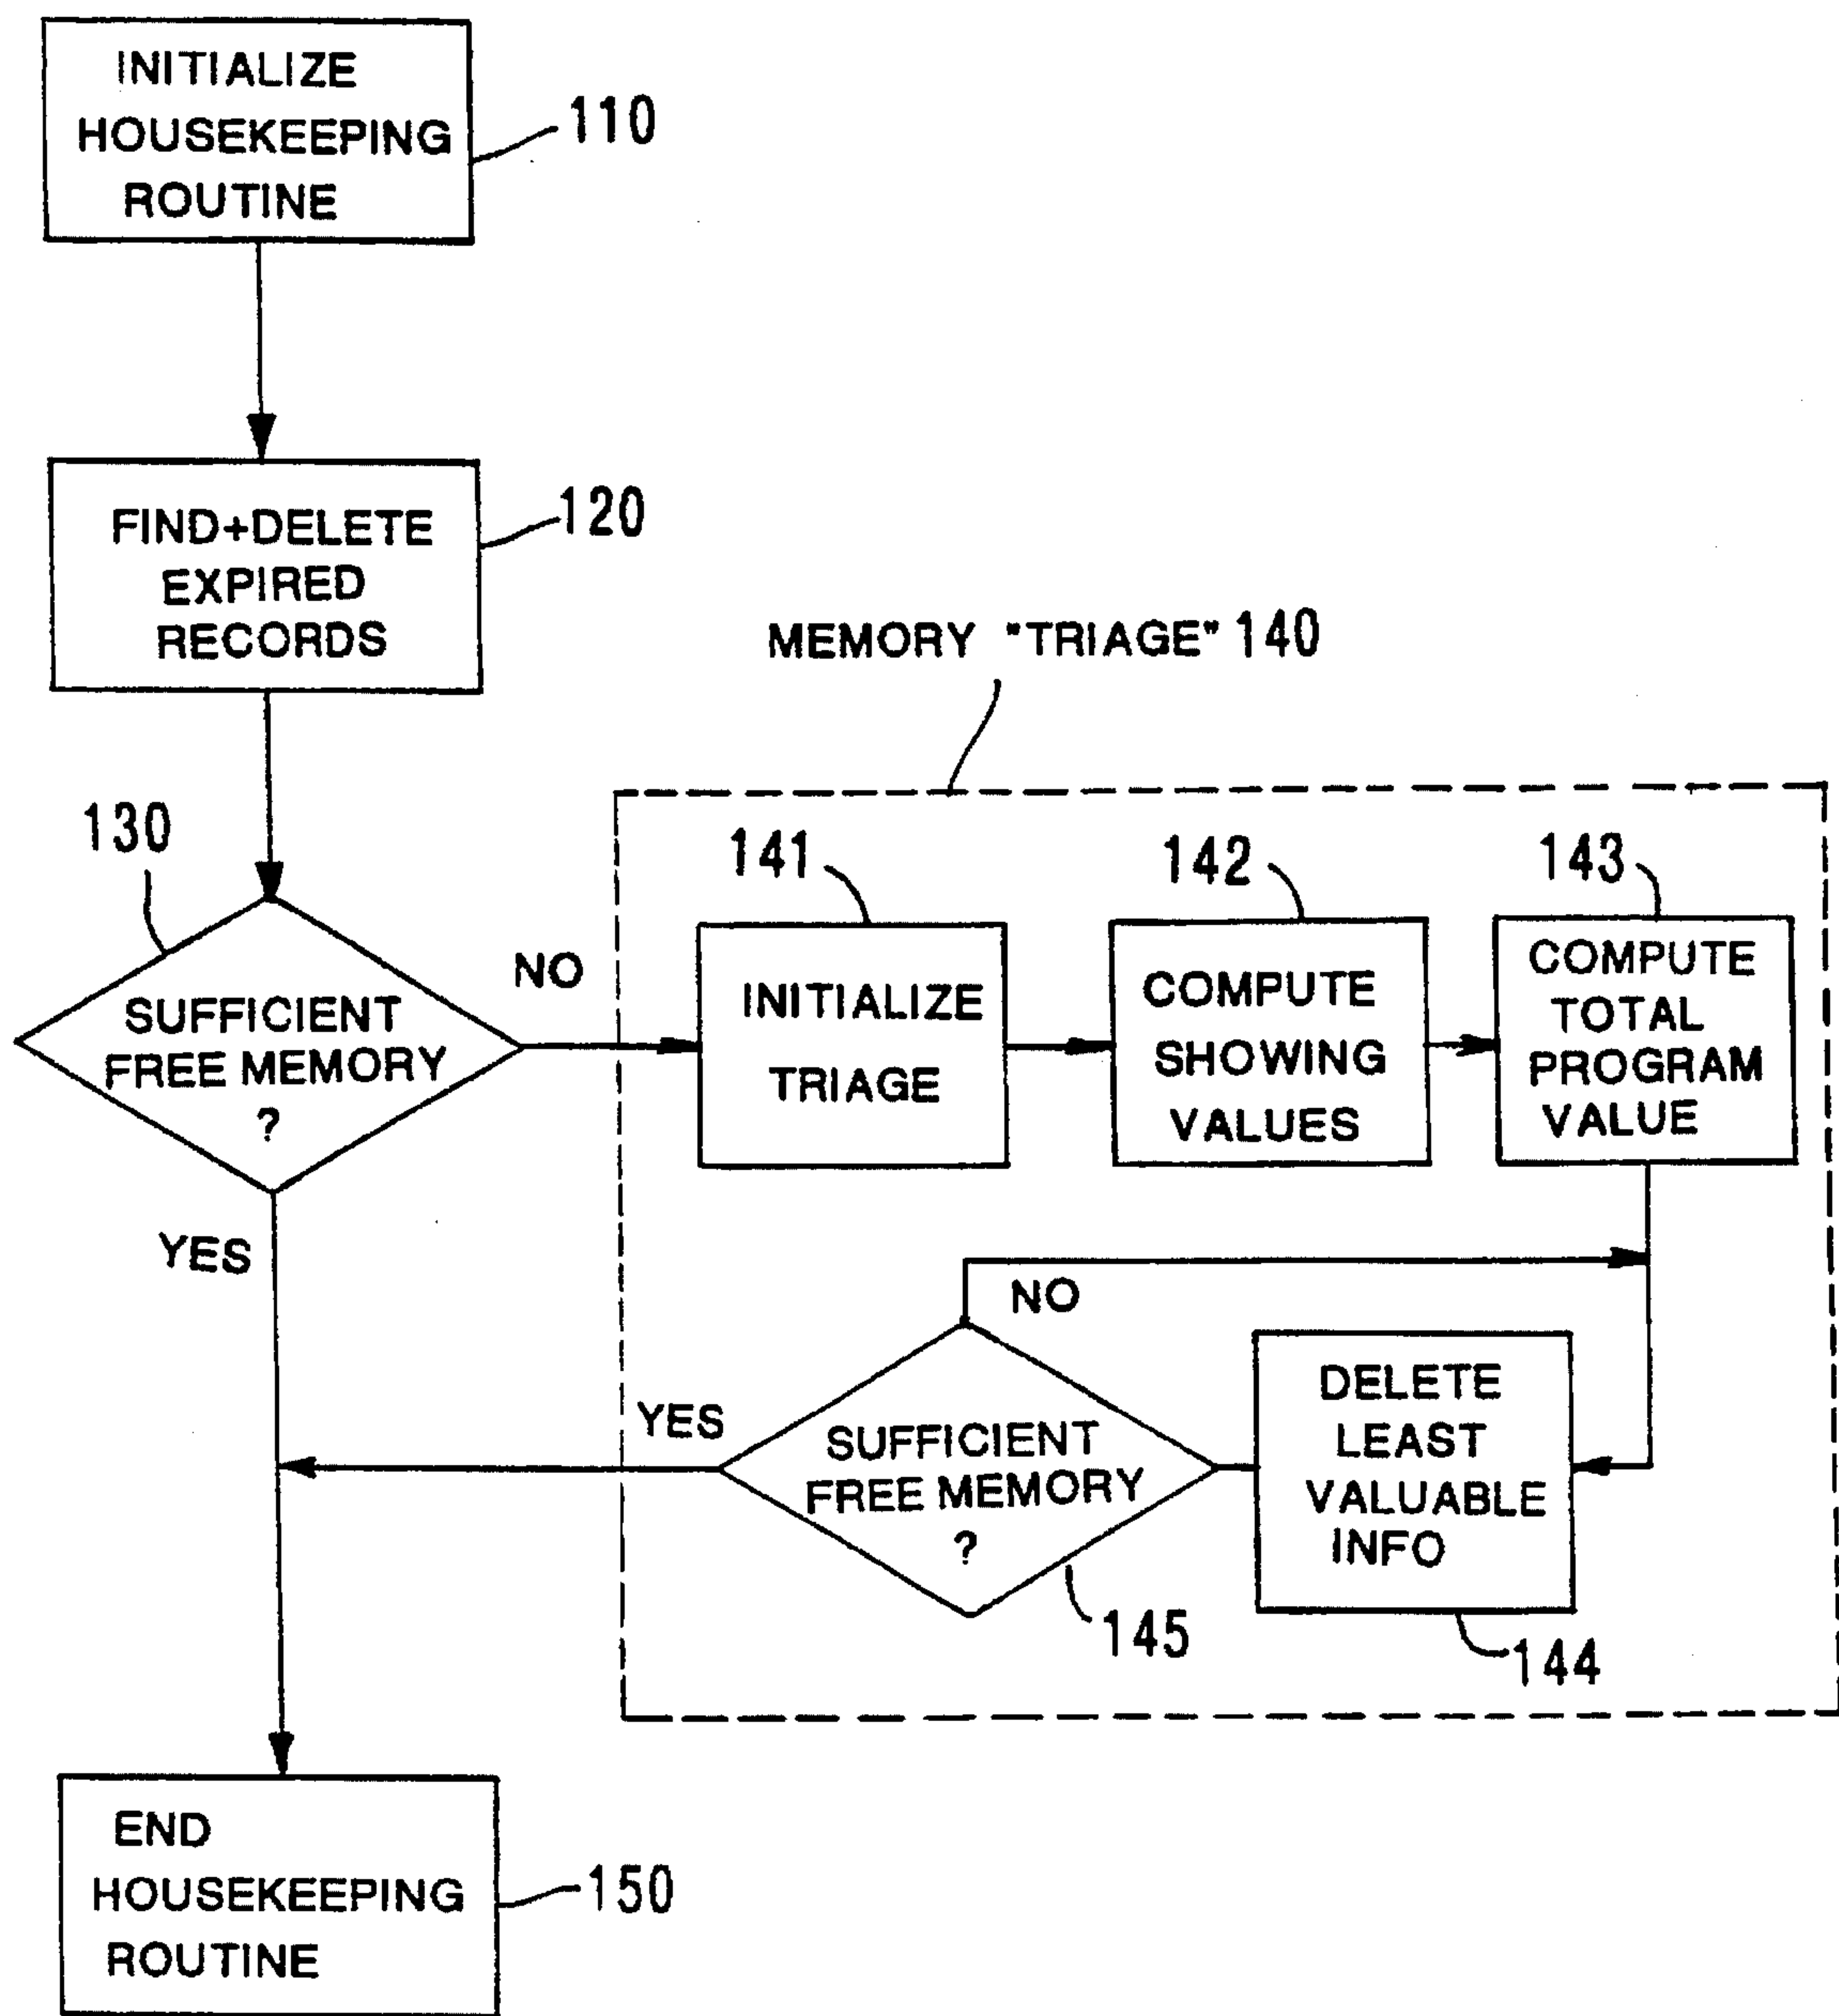 INITIALIZE
HOUSEKEEPING
ROUTINE
110
FIND+DELETE
EXPIRED
RECORDS
120
MEMORY "TRIAGE" 140
130
SUFFICIENT
FREE MEMORY
?
NO
YES
141
INITIALIZE
TRIAGE
142
COMPUTE
SHOWING
VALUES
143
COMPUTE
TOTAL
PROGRAM
VALUE
NO
YES
SUFFICIENT
FREE MEMORY
?
145
DELETE
LEAST
VALUABLE
INFO
144
END
HOUSEKEEPING
ROUTINE
150